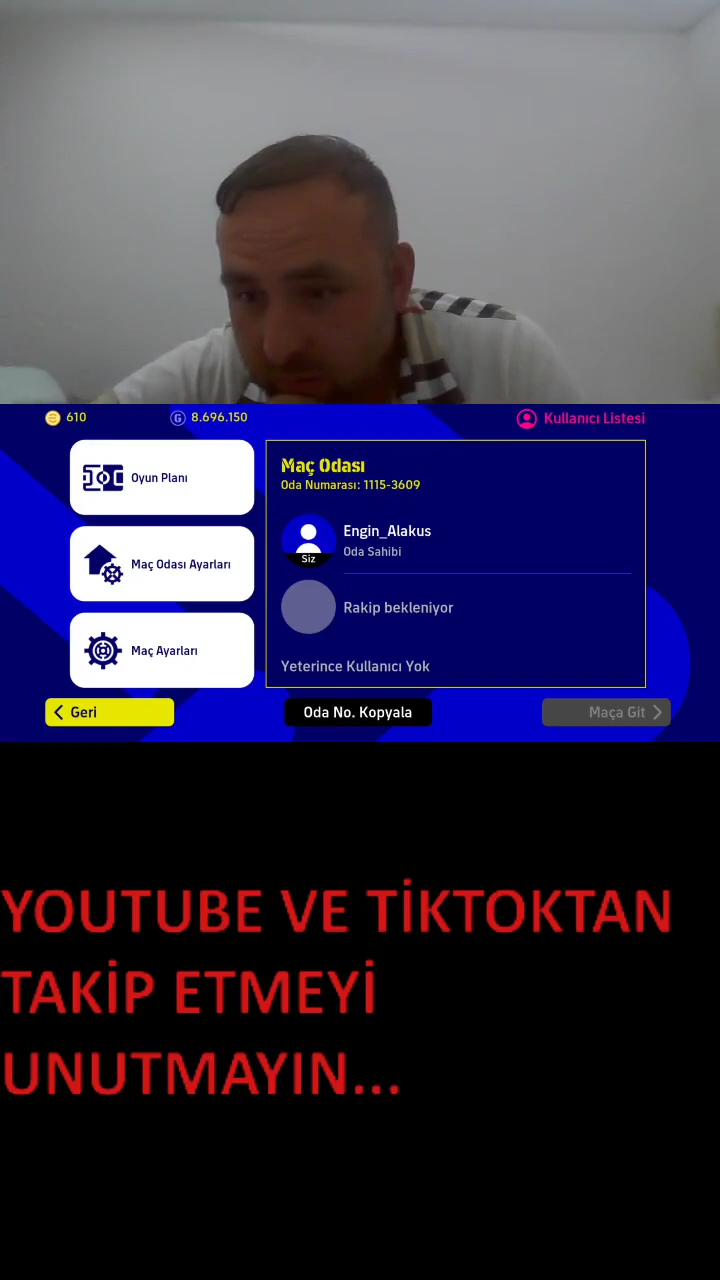 610
8.696.150
Kullanıcı Listesi
Oyun Planı
Maç Odası Ayarları
Maç Ayarları
Maç Odası
Oda Numarası: 1115-3609
Engin_Alakus
Oda Sahibi
Siz
Rakip bekleniyor
Yeterince Kullanıcı Yok
Geri
Oda No. Kopyala
Maça Git
YOUTUBE VE TİKTOKTAN
TAKİP ETMEYİ
UNUTMAYIN...